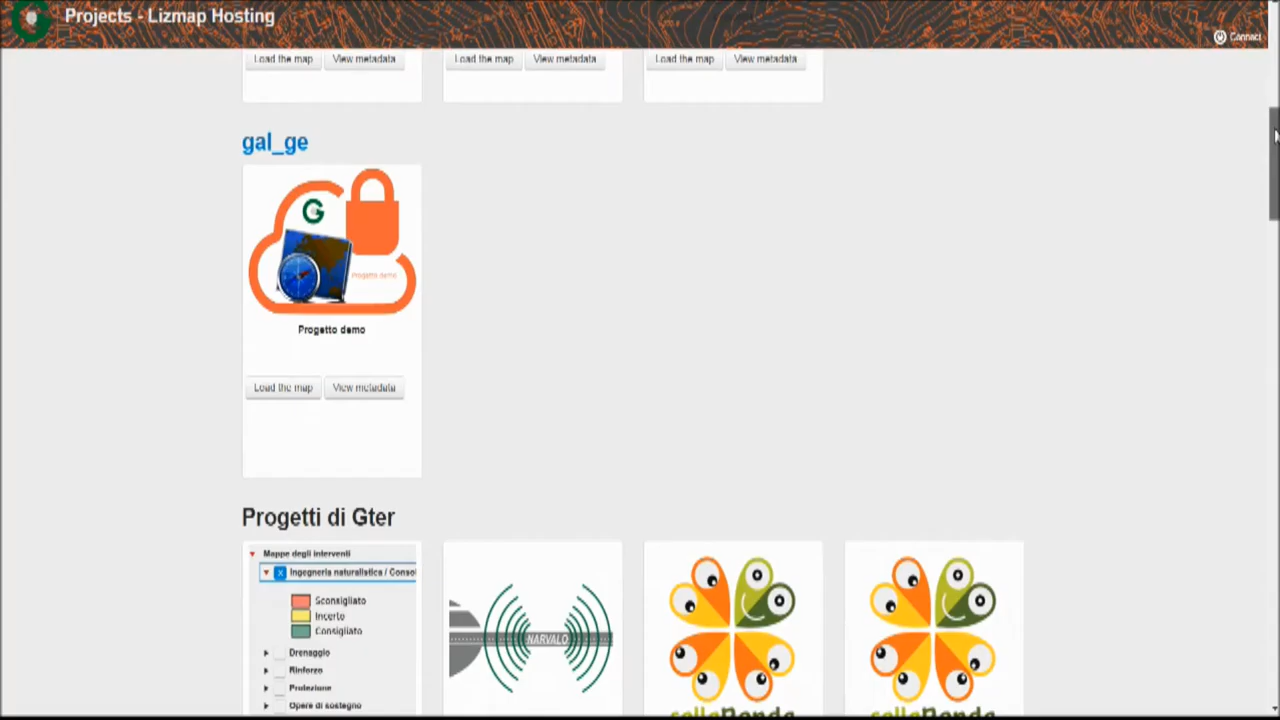 Projects - Lizmap Hosting
Connect
Load the map View metadata Load the map View metadata Load the map View metadata
gal_ge
G
Progetto demo
Progetto demo
Load the map View metadata
Progetti di Gter
Mappe degli interventi
Ingegneria naturalistica / Consol
Sconsigliato
Incerto
Consigliato
Drenaggio
Rinforzo
Protezione
Opere di sostegno
NARVALO